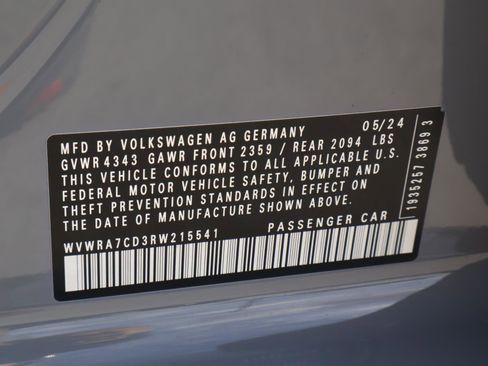 MFD BY VOLKSWAGEN AG GERMANY 05/24
GVWR 4343 GAWR FRONT 2359 / REAR 2094 LBS
THIS VEHICLE CONFORMS TO ALL APPLICABLE U.S.
FEDERAL MOTOR VEHICLE SAFETY, BUMPER AND
THEFT PREVENTION STANDARDS IN EFFECT ON
THE DATE OF MANUFACTURE SHOWN ABOVE.
WVWRA7CD3RW215541 PASSENGER CAR
1935257 3869 3